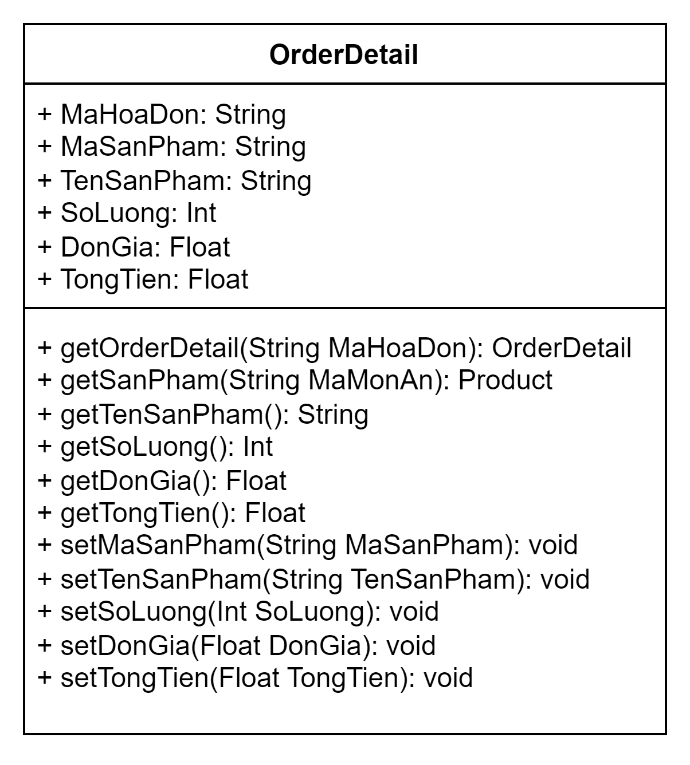 OrderDetail
+ MaHoaDon: String
+ MaSanPham: String
+ TenSanPham: String
+ SoLuong: Int
+ DonGia: Float
+ TongTien: Float
+ getOrderDetail(String MaHoaDon): OrderDetail
+ getSanPham(String MaMonAn): Product
+ getTenSanPham(): String
+ getSoLuong(): Int
+ getDonGia(): Float
+ getTongTien(): Float
+ setMaSanPham(String MaSanPham): void
+ setTenSanPham(String TenSanPham): void
+ setSoLuong(Int SoLuong): void
+ setDonGia(Float DonGia): void
+ setTongTien(Float TongTien): void